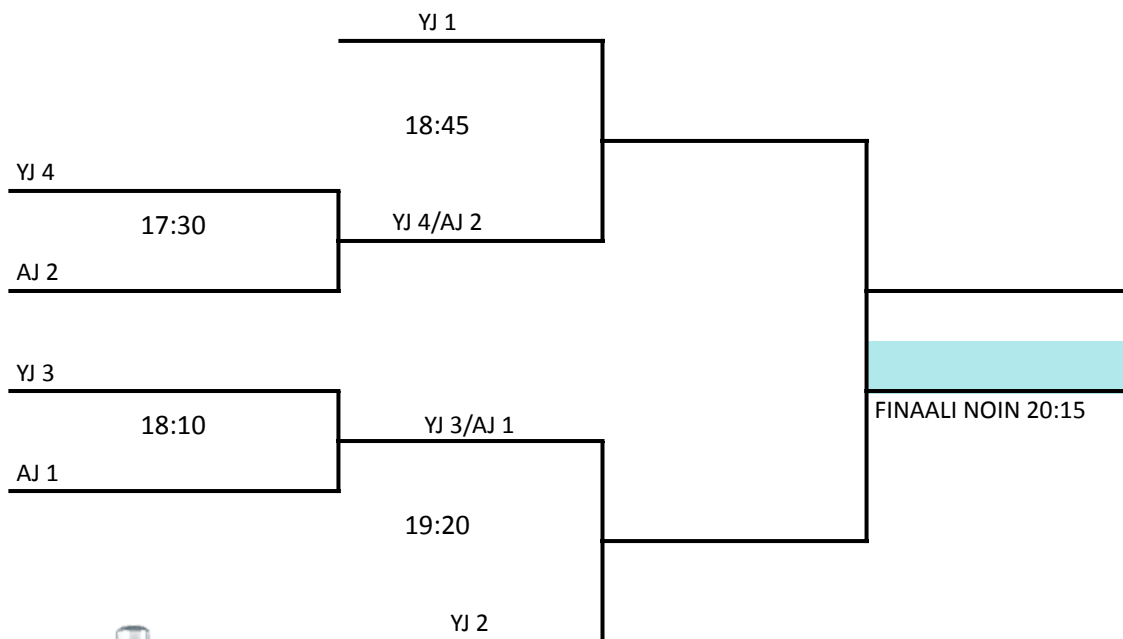 YJ 1
18:45
YJ 4
17:30
YJ 4/AJ 2
AJ 2
YJ 3
18:10
YJ 3/AJ 1
FINAALI NOIN 20:15
AJ 1
19:20
YJ 2